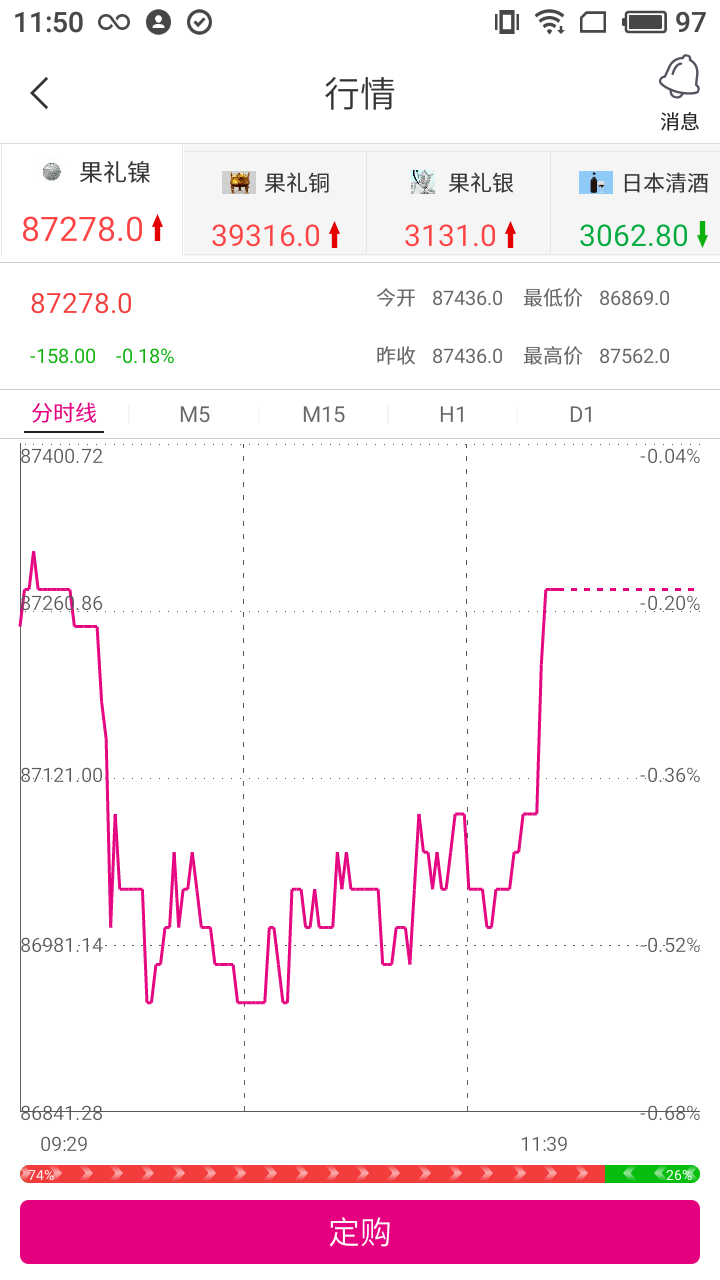 11:50 97
行情
消息
果礼镍 果礼铜 果礼银 日本清酒
87278.0 39316.0 3131.0 3062.80
87278.0 今开 87436.0 最低价 86869.0
-158.00 -0.18% 昨收 87436.0 最高价 87562.0
分时线 M5 M15 H1 D1
87400.72 -0.04%
87260.86 -0.20%
87121.00 -0.36%
86981.14 -0.52%
86841.28 -0.68%
09:29 11:39
74% 26%
定购